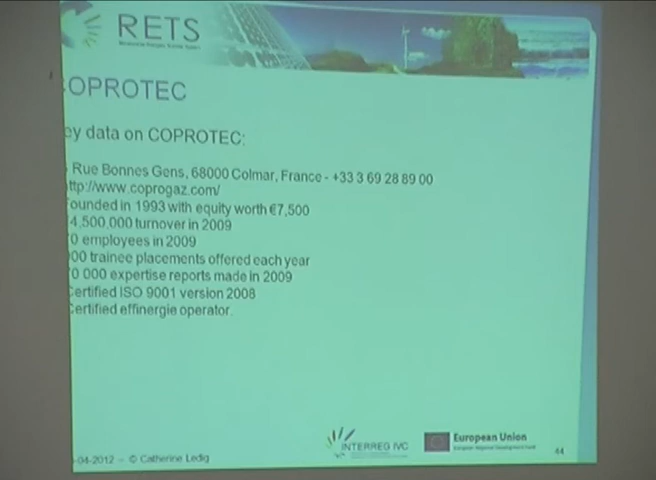 RETS
OPROTEC
ey data on COPROTEC:
Rue Bonnes Gens, 68000 Colmar, France - +33 3 69 28 89 00
ttp://www.coprogaz.com/
ounded in 1993 with equity worth €7,500
4,500,000 turnover in 2009
0 employees in 2009
00 trainee placements offered each year
0 000 expertise reports made in 2009
Certified ISO 9001 version 2008
Certified effinergie operator.
INTERREG IVC
European Union
-04-2012 – © Catherine Ledig
44